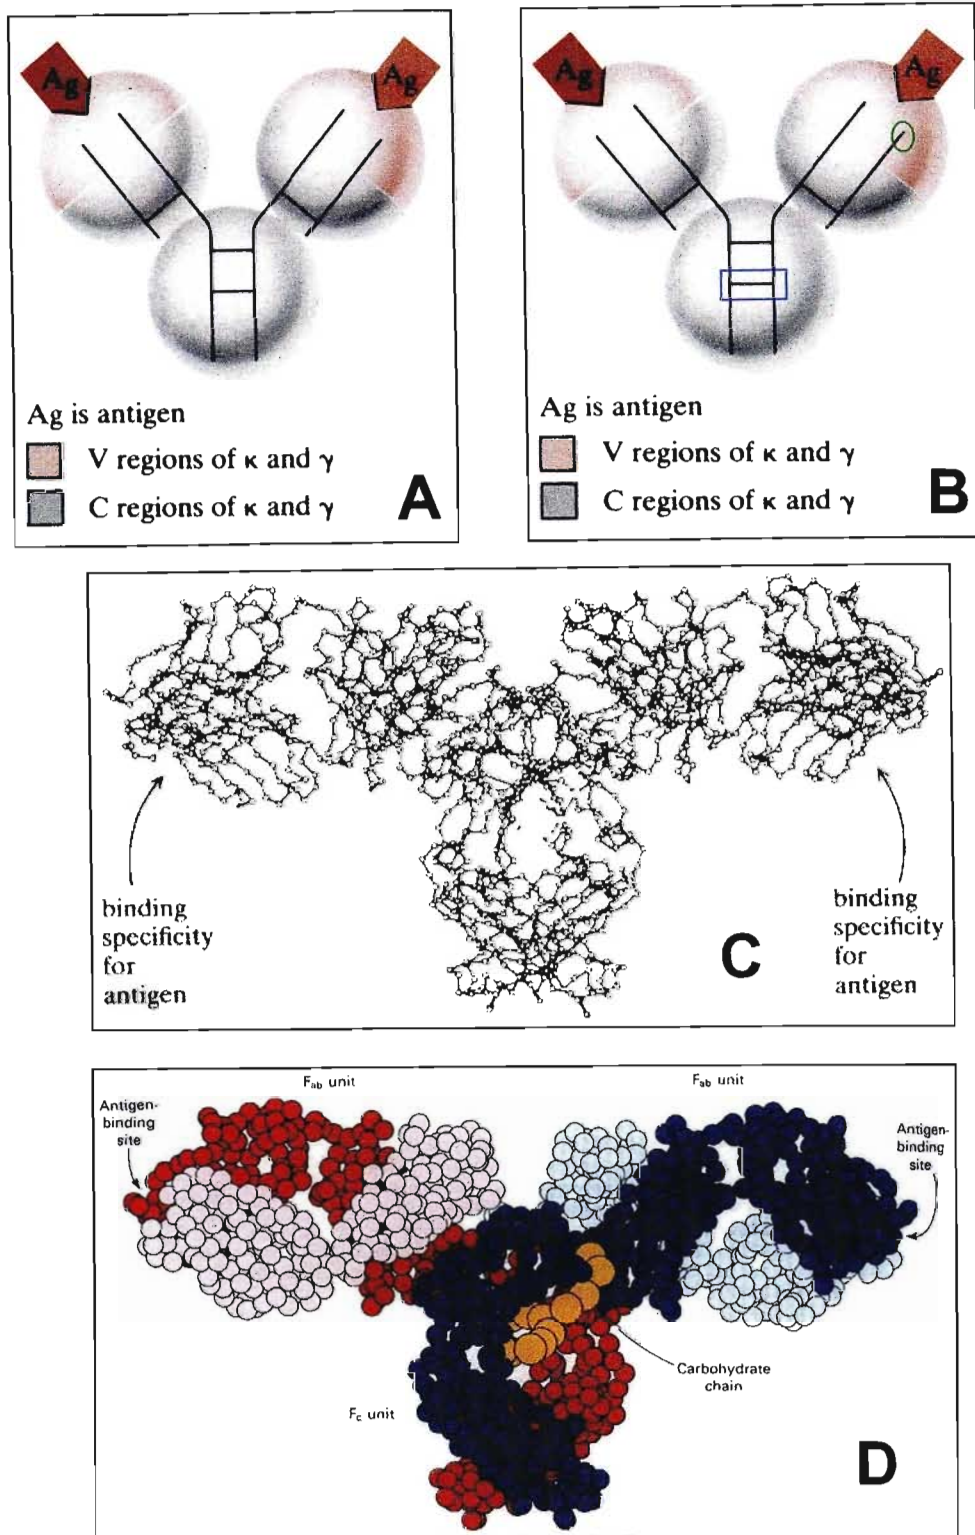 Ag
Ag
Ag is antigen
V regions of κ and γ
C regions of κ and γ
A
Ag
Ag
Ag is antigen
V regions of κ and γ
C regions of κ and γ
B
binding
specificity
for
antigen
C
binding
specificity
for
antigen
Fab unit
Fab unit
Antigen-
binding
site
Antigen-
binding
site
Carbohydrate
chain
Fc unit
D